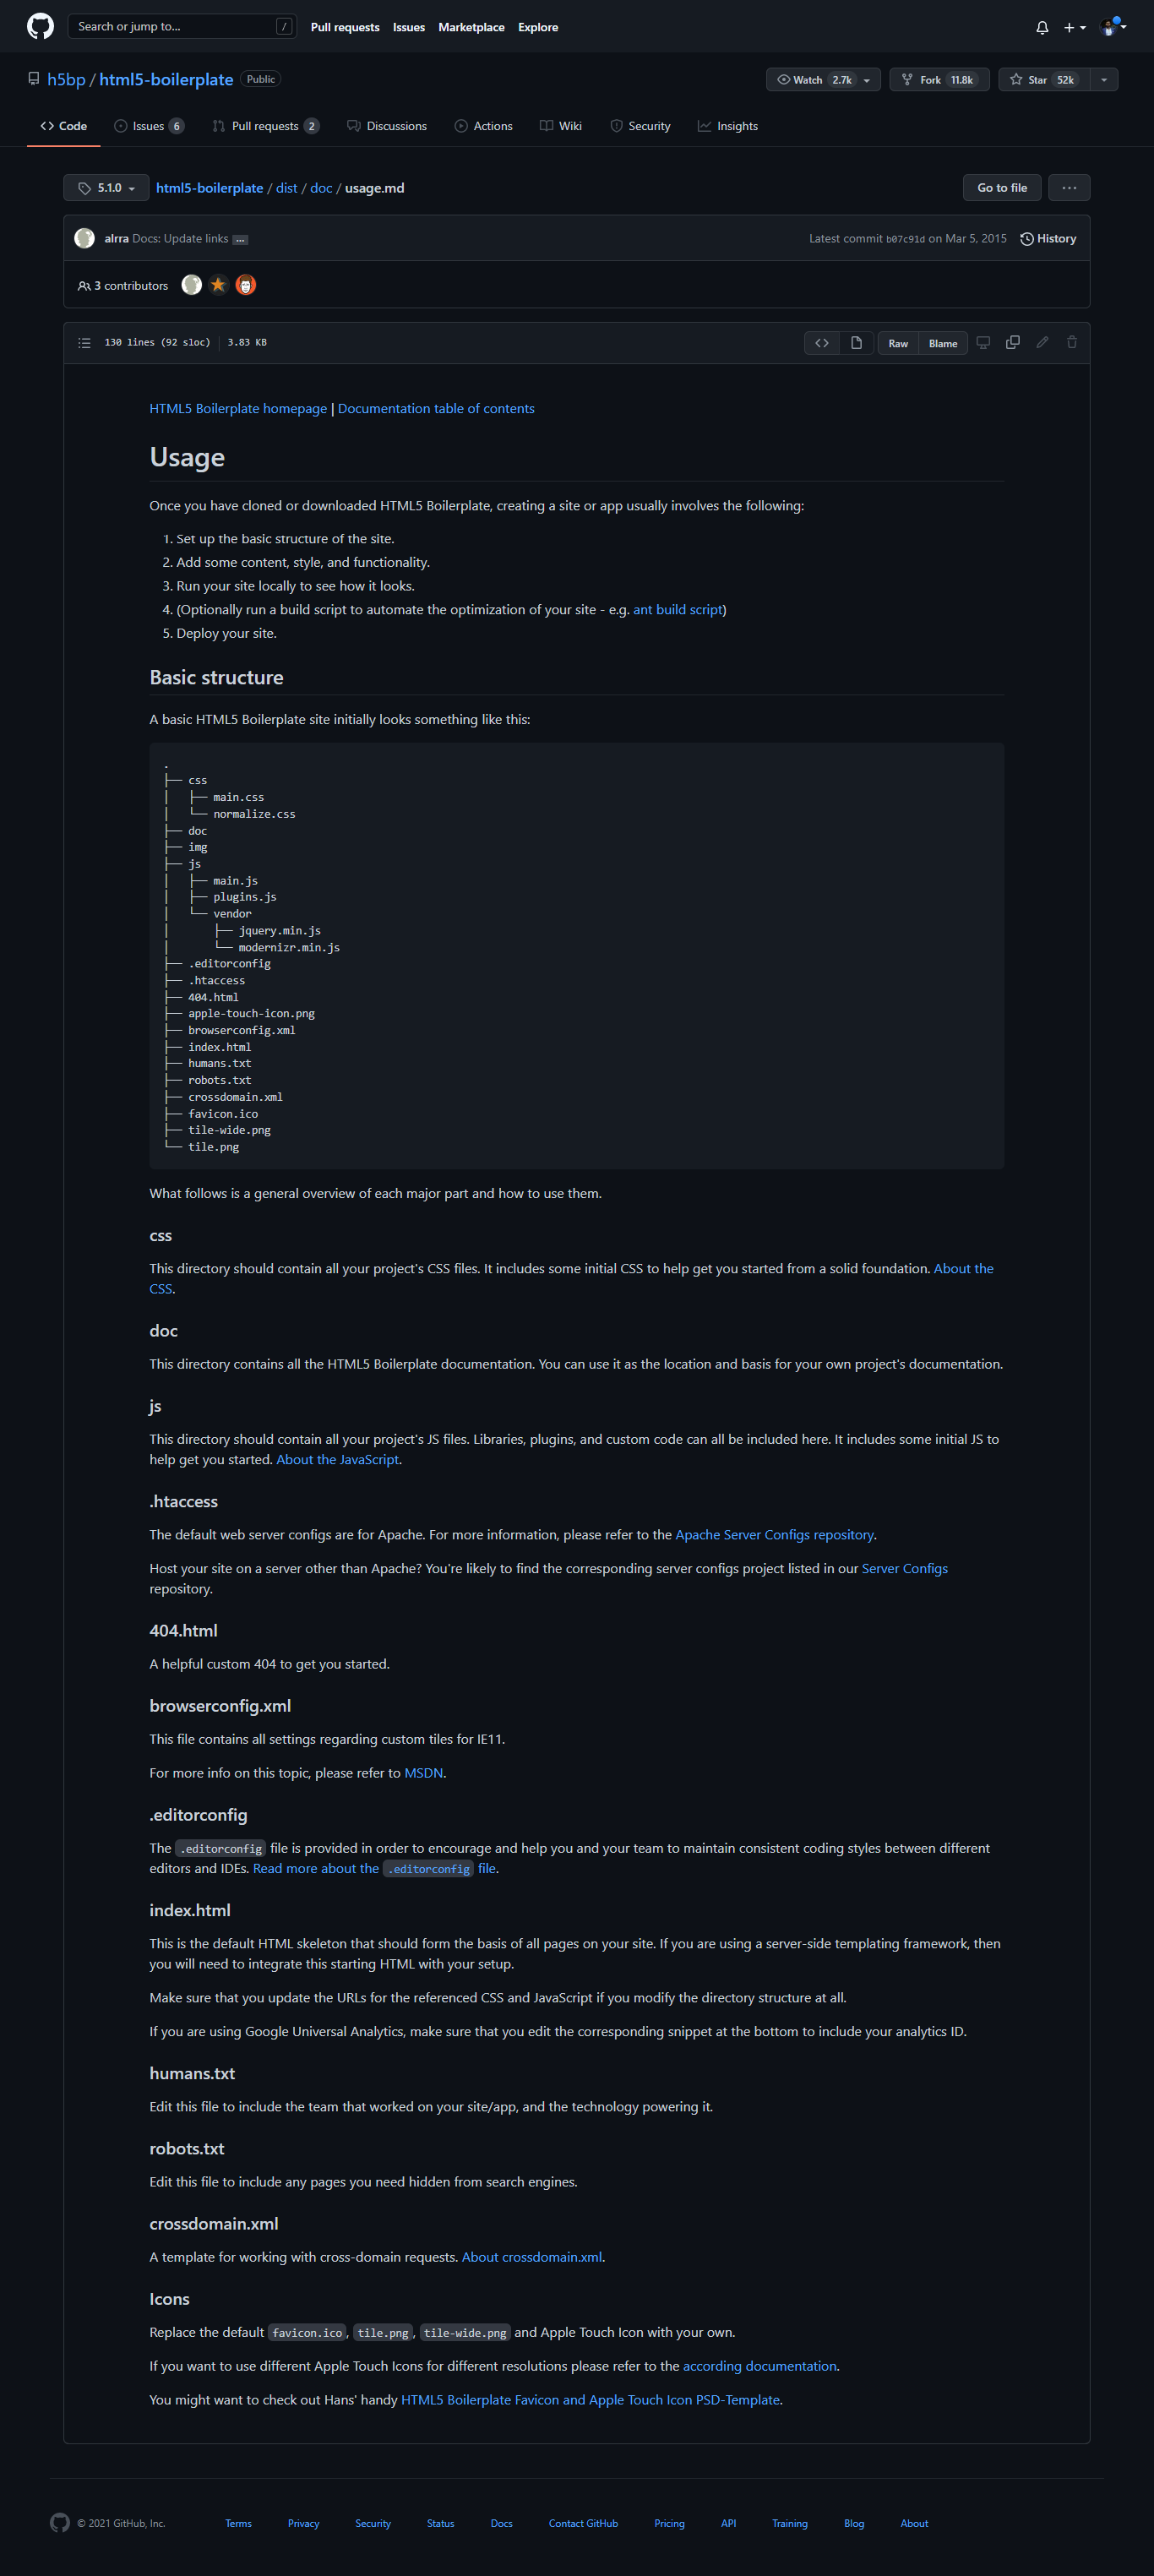 Search or jump to... /
Pull requests Issues Marketplace Explore
h5bp / html5-boilerplate Public
Watch 2.7k Fork 11.8k Star 52k
Code Issues 6 Pull requests 2 Discussions Actions Wiki Security Insights
5.1.0 html5-boilerplate / dist / doc / usage.md Go to file ...
alrra Docs: Update links ... Latest commit b07c91d on Mar 5, 2015 History
3 contributors
130 lines (92 sloc) 3.83 KB Raw Blame
HTML5 Boilerplate homepage | Documentation table of contents
Usage
Once you have cloned or downloaded HTML5 Boilerplate, creating a site or app usually involves the following:
1. Set up the basic structure of the site.
2. Add some content, style, and functionality.
3. Run your site locally to see how it looks.
4. (Optionally run a build script to automate the optimization of your site - e.g. ant build script)
5. Deploy your site.
Basic structure
A basic HTML5 Boilerplate site initially looks something like this:
.
├── css
│   ├── main.css
│   └── normalize.css
├── doc
├── img
├── js
│   ├── main.js
│   ├── plugins.js
│   └── vendor
│       ├── jquery.min.js
│       └── modernizr.min.js
├── .editorconfig
├── .htaccess
├── 404.html
├── apple-touch-icon.png
├── browserconfig.xml
├── index.html
├── humans.txt
├── robots.txt
├── crossdomain.xml
├── favicon.ico
├── tile-wide.png
└── tile.png
What follows is a general overview of each major part and how to use them.
css
This directory should contain all your project's CSS files. It includes some initial CSS to help get you started from a solid foundation. About the
CSS.
doc
This directory contains all the HTML5 Boilerplate documentation. You can use it as the location and basis for your own project's documentation.
js
This directory should contain all your project's JS files. Libraries, plugins, and custom code can all be included here. It includes some initial JS to
help get you started. About the JavaScript.
.htaccess
The default web server configs are for Apache. For more information, please refer to the Apache Server Configs repository.
Host your site on a server other than Apache? You're likely to find the corresponding server configs project listed in our Server Configs
repository.
404.html
A helpful custom 404 to get you started.
browserconfig.xml
This file contains all settings regarding custom tiles for IE11.
For more info on this topic, please refer to MSDN.
.editorconfig
The .editorconfig file is provided in order to encourage and help you and your team to maintain consistent coding styles between different
editors and IDEs. Read more about the .editorconfig file.
index.html
This is the default HTML skeleton that should form the basis of all pages on your site. If you are using a server-side templating framework, then
you will need to integrate this starting HTML with your setup.
Make sure that you update the URLs for the referenced CSS and JavaScript if you modify the directory structure at all.
If you are using Google Universal Analytics, make sure that you edit the corresponding snippet at the bottom to include your analytics ID.
humans.txt
Edit this file to include the team that worked on your site/app, and the technology powering it.
robots.txt
Edit this file to include any pages you need hidden from search engines.
crossdomain.xml
A template for working with cross-domain requests. About crossdomain.xml.
Icons
Replace the default favicon.ico, tile.png, tile-wide.png and Apple Touch Icon with your own.
If you want to use different Apple Touch Icons for different resolutions please refer to the according documentation.
You might want to check out Hans' handy HTML5 Boilerplate Favicon and Apple Touch Icon PSD-Template.
© 2021 GitHub, Inc. Terms Privacy Security Status Docs Contact GitHub Pricing API Training Blog About